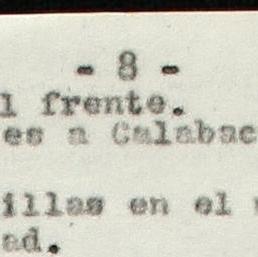 - 8 -
l frente.
es a Calabac
illas en el
ad.